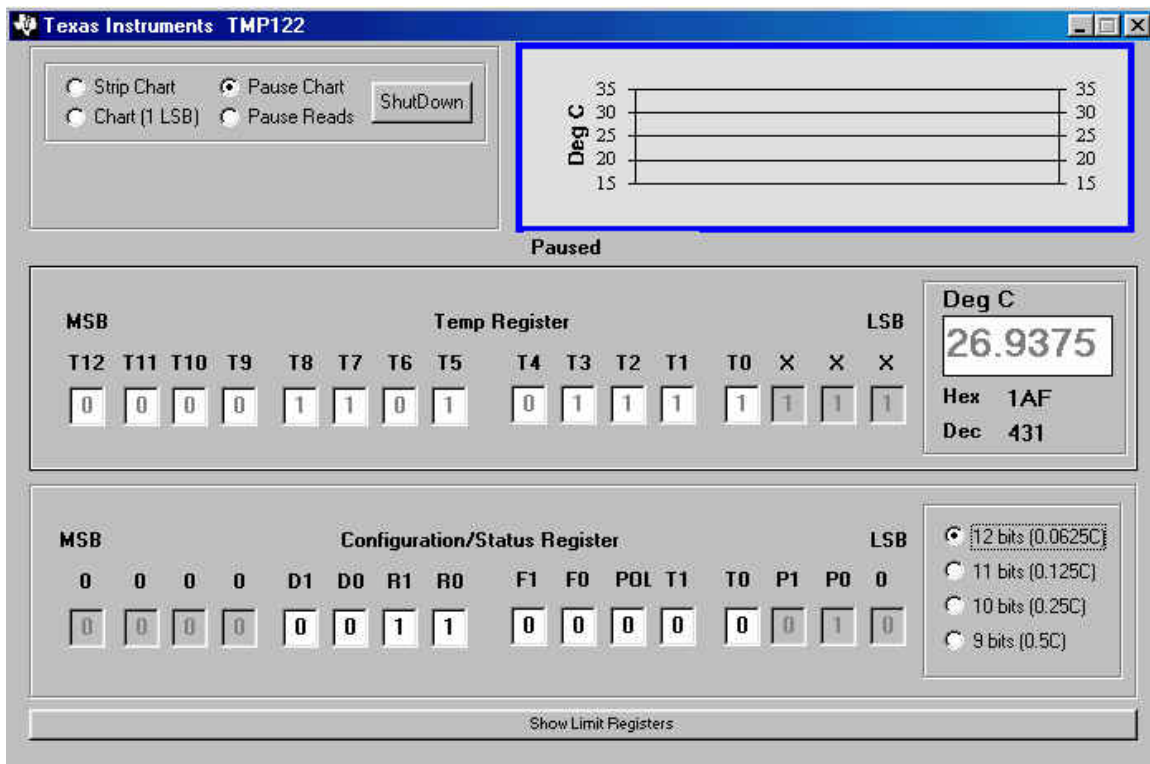 Texas Instruments TMP122
Strip Chart Pause Chart ShutDown
Chart (1 LSB) Pause Reads
Deg C
35 35
30 30
25 25
20 20
15 15
Paused
MSB Temp Register LSB
T12 T11 T10 T9 T8 T7 T6 T5 T4 T3 T2 T1 T0 X X X
0 0 0 0 1 1 0 1 0 1 1 1 1 1 1 1
Deg C
26.9375
Hex 1AF
Dec 431
MSB Configuration/Status Register LSB
0 0 0 0 D1 D0 R1 R0 F1 F0 POL T1 T0 P1 P0 0
0 0 0 0 0 0 1 1 0 0 0 0 0 0 1 0
12 bits (0.0625C)
11 bits (0.125C)
10 bits (0.25C)
9 bits (0.5C)
Show Limit Registers